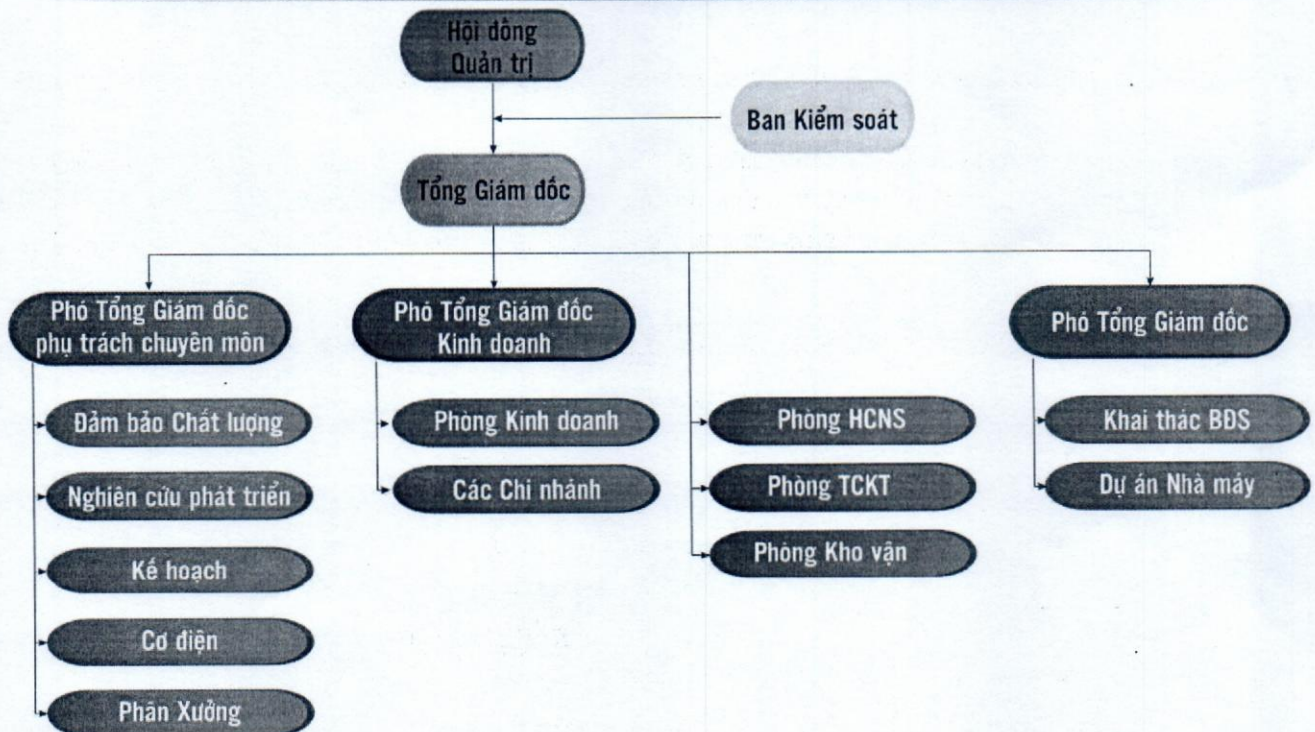 Hội đồng
Quản trị
Ban Kiểm soát
Tổng Giám đốc
Phó Tổng Giám đốc
phụ trách chuyên môn
Phó Tổng Giám đốc
Kinh doanh
Phó Tổng Giám đốc
Đảm bảo Chất lượng
Nghiên cứu phát triển
Kế hoạch
Cơ điện
Phân Xưởng
Phòng Kinh doanh
Các Chi nhánh
Phòng HCNS
Phòng TCKT
Phòng Kho vận
Khai thác BĐS
Dự án Nhà máy